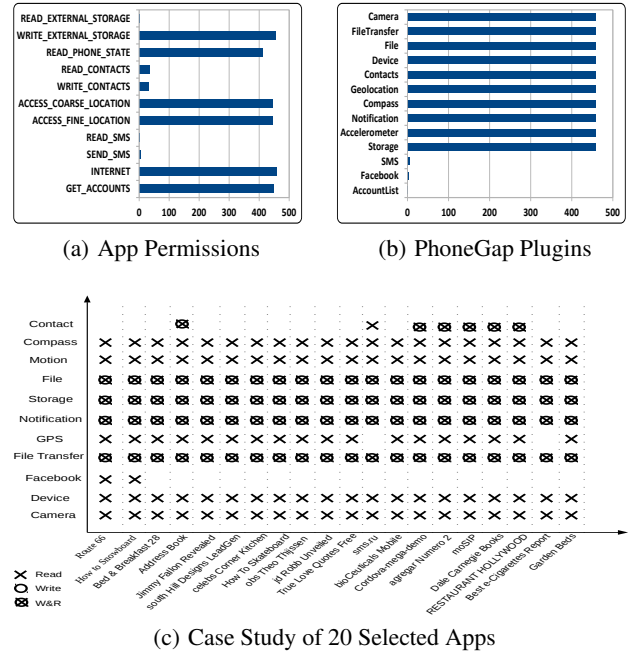 READ_EXTERNAL_STORAGE
WRITE_EXTERNAL_STORAGE
READ_PHONE_STATE
READ_CONTACTS
WRITE_CONTACTS
ACCESS_COARSE_LOCATION
ACCESS_FINE_LOCATION
READ_SMS
SEND_SMS
INTERNET
GET_ACCOUNTS
0 100 200 300 400 500
(a) App Permissions
Camera
FileTransfer
File
Device
Contacts
Geolocation
Compass
Notification
Accelerometer
Storage
SMS
Facebook
AccountList
0 100 200 300 400 500 600
(b) PhoneGap Plugins
Contact
Compass
Motion
File
Storage
Notification
GPS
File Transfer
Facebook
Device
Camera
Route 66
How to Snowboard
Bed & Breakfast 28
Address Book
Jimmy Fallon Revealed
south Hill Designs LeadGen
celebs Corner Kitchen
How To Skateboard
obs Theo Thijssen
jd Robb Unveiled
True Love Quotes Free
sms.ru
bioCeuticals Mobile
Cordova-mega-demo
agregar Numero 2
moSIP
Dale Carnegie Books
RESTAURANT HOLLYWOOD
Best e-Cigarettes Report
Garden Beds
Read
Write
W&R
(c) Case Study of 20 Selected Apps